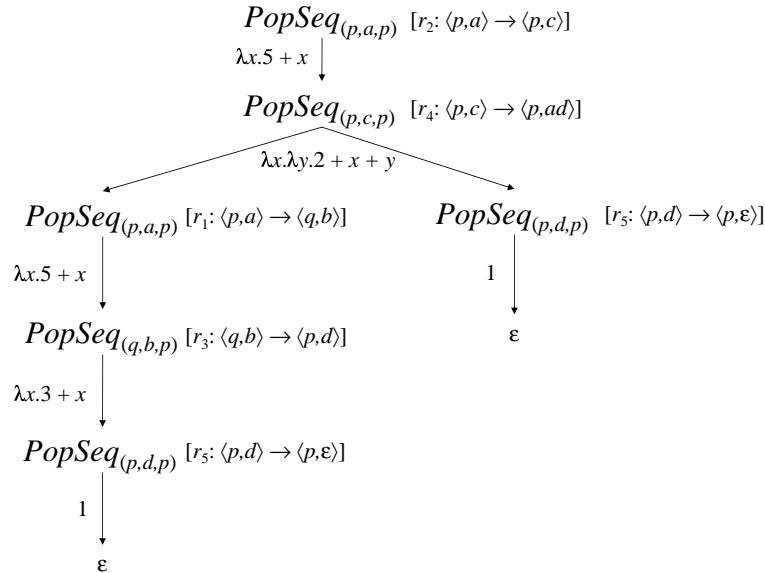 PopSeq(p,a,p) [r2: ⟨p,a⟩ → ⟨p,c⟩]
λx.5 + x
PopSeq(p,c,p) [r4: ⟨p,c⟩ → ⟨p,ad⟩]
λx.λy.2 + x + y
PopSeq(p,a,p) [r1: ⟨p,a⟩ → ⟨q,b⟩] PopSeq(p,d,p) [r5: ⟨p,d⟩ → ⟨p,ε⟩]
λx.5 + x 1
PopSeq(q,b,p) [r3: ⟨q,b⟩ → ⟨p,d⟩] ε
λx.3 + x
PopSeq(p,d,p) [r5: ⟨p,d⟩ → ⟨p,ε⟩]
1
ε